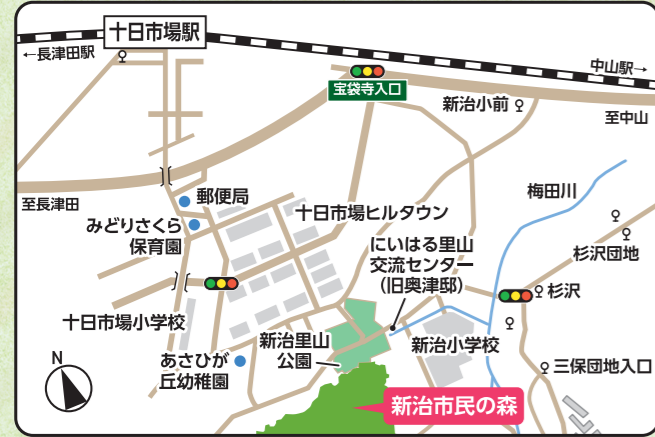 十日市場駅
←長津田駅
中山駅→
宝袋寺入口
新治小前
至中山
至長津田
郵便局
みどりさくら
保育園
十日市場ヒルタウン
梅田川
にいはる里山
交流センター
(旧奥津邸)
杉沢団地
杉沢
十日市場小学校
新治里山
公園
新治小学校
あさひが
丘幼稚園
三保団地入口
N
新治市民の森